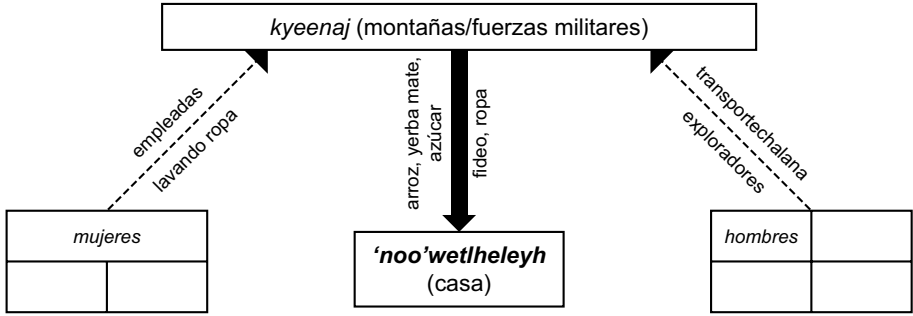 kyeenaj (montañas/fuerzas militares)
empleadas
lavando ropa
arroz, yerba mate,
azúcar
fideo, ropa
transportechalana
exploradores
mujeres
'noo'wetlheleyh
(casa)
hombres